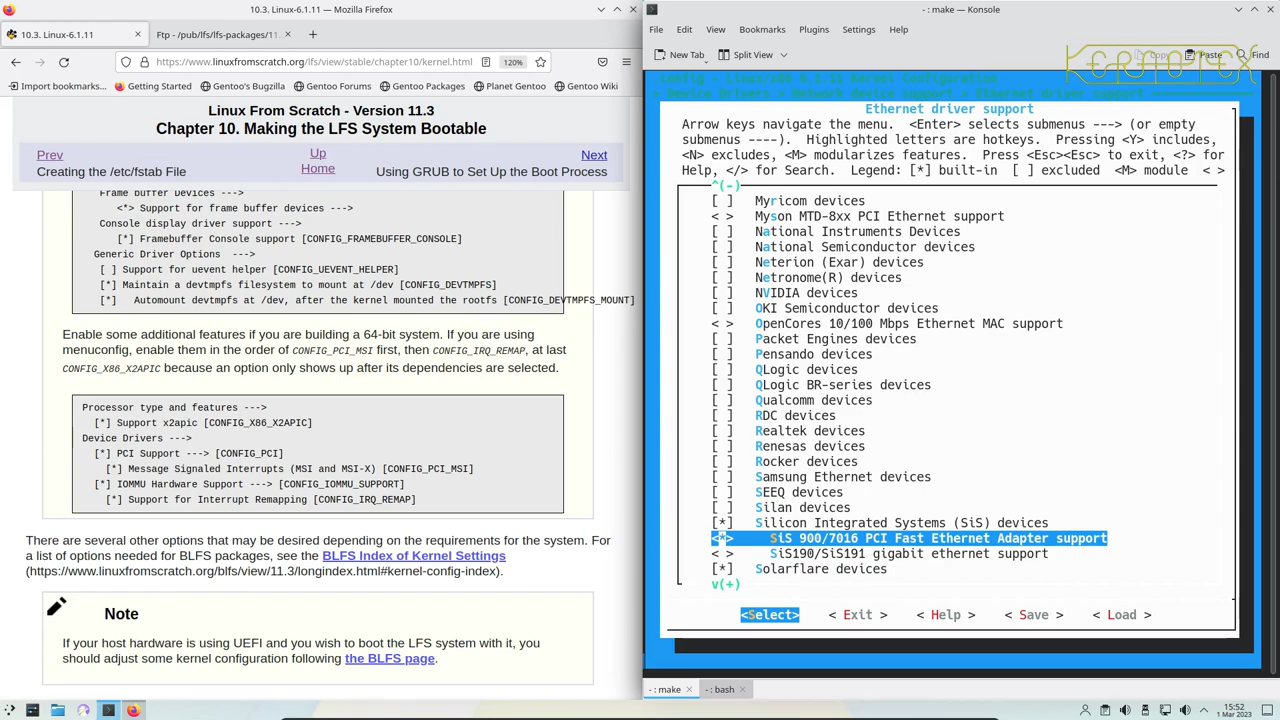 10.3. Linux-6.1.11 — Mozilla Firefox
10.3. Linux-6.1.11
Ftp - /pub/lfs/lfs-packages/11.
https://www.linuxfromscratch.org/lfs/view/stable/chapter10/kernel.html
120%
Import bookmarks...
Getting Started
Gentoo's Bugzilla
Gentoo Forums
Gentoo Packages
Planet Gentoo
Gentoo Wiki
Linux From Scratch - Version 11.3
Chapter 10. Making the LFS System Bootable
Prev
Up
Next
Creating the /etc/fstab File
Home
Using GRUB to Set Up the Boot Process
Frame buffer Devices --->
<*> Support for frame buffer devices --->
Console display driver support --->
[*] Framebuffer Console support [CONFIG_FRAMEBUFFER_CONSOLE]
Generic Driver Options --->
[ ] Support for uevent helper [CONFIG_UEVENT_HELPER]
[*] Maintain a devtmpfs filesystem to mount at /dev [CONFIG_DEVTMPFS]
[*] Automount devtmpfs at /dev, after the kernel mounted the rootfs [CONFIG_DEVTMPFS_MOUNT]
Enable some additional features if you are building a 64-bit system. If you are using
menuconfig, enable them in the order of CONFIG_PCI_MSI first, then CONFIG_IRQ_REMAP, at last
CONFIG_X86_X2APIC because an option only shows up after its dependencies are selected.
Processor type and features --->
[*] Support x2apic [CONFIG_X86_X2APIC]
Device Drivers --->
[*] PCI Support ---> [CONFIG_PCI]
[*] Message Signaled Interrupts (MSI and MSI-X) [CONFIG_PCI_MSI]
[*] IOMMU Hardware Support ---> [CONFIG_IOMMU_SUPPORT]
[*] Support for Interrupt Remapping [CONFIG_IRQ_REMAP]
There are several other options that may be desired depending on the requirements for the system. For
a list of options needed for BLFS packages, see the BLFS Index of Kernel Settings
(https://www.linuxfromscratch.org/blfs/view/11.3/longindex.html#kernel-config-index).
Note
If your host hardware is using UEFI and you wish to boot the LFS system with it, you
should adjust some kernel configuration following the BLFS page.
- : make — Konsole
File Edit View Bookmarks Plugins Settings Help
New Tab
Split View
Copy
Paste
Find
KERNOTEX
config - Linux/x86 6.1.11 Kernel Configuration
> Device Drivers > Network device support > Ethernet driver support
Ethernet driver support
Arrow keys navigate the menu. <Enter> selects submenus ---> (or empty
submenus ----). Highlighted letters are hotkeys. Pressing <Y> includes,
<N> excludes, <M> modularizes features. Press <Esc><Esc> to exit, <?> for
Help, </> for Search. Legend: [*] built-in [ ] excluded <M> module < >
^(-)
[ ] Myricom devices
< > Myson MTD-8xx PCI Ethernet support
[ ] National Instruments Devices
[ ] National Semiconductor devices
[ ] Neterion (Exar) devices
[ ] Netronome(R) devices
[ ] NVIDIA devices
[ ] OKI Semiconductor devices
< > OpenCores 10/100 Mbps Ethernet MAC support
[ ] Packet Engines devices
[ ] Pensando devices
[ ] QLogic devices
[ ] QLogic BR-series devices
[ ] Qualcomm devices
[ ] RDC devices
[ ] Realtek devices
[ ] Renesas devices
[ ] Rocker devices
[ ] Samsung Ethernet devices
[ ] SEEQ devices
[ ] Silan devices
[*] Silicon Integrated Systems (SiS) devices
<*> SiS 900/7016 PCI Fast Ethernet Adapter support
< > SiS190/SiS191 gigabit ethernet support
[*] Solarflare devices
v(+)
<Select> < Exit > < Help > < Save > < Load >
- : make
- : bash
15:52
1 Mar 2023